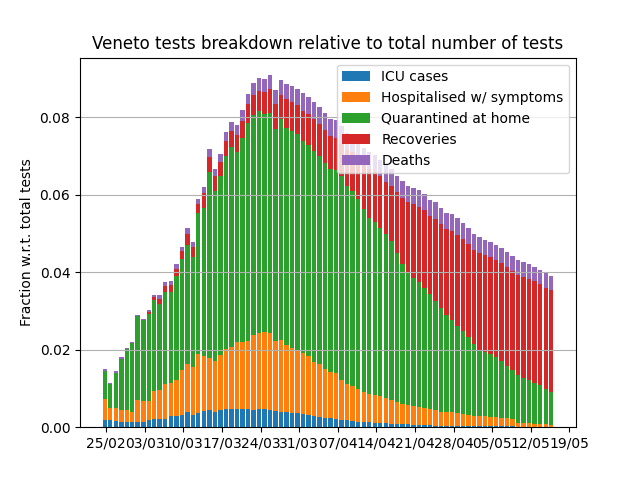 Veneto tests breakdown relative to total number of tests
Fraction w.r.t. total tests
0.08
0.06
0.04
0.02
0.00
ICU cases
Hospitalised w/ symptoms
Quarantined at home
Recoveries
Deaths
25/02 03/03 10/03 17/03 24/03 31/03 07/04 14/04 21/04 28/04 05/05 12/05 19/05